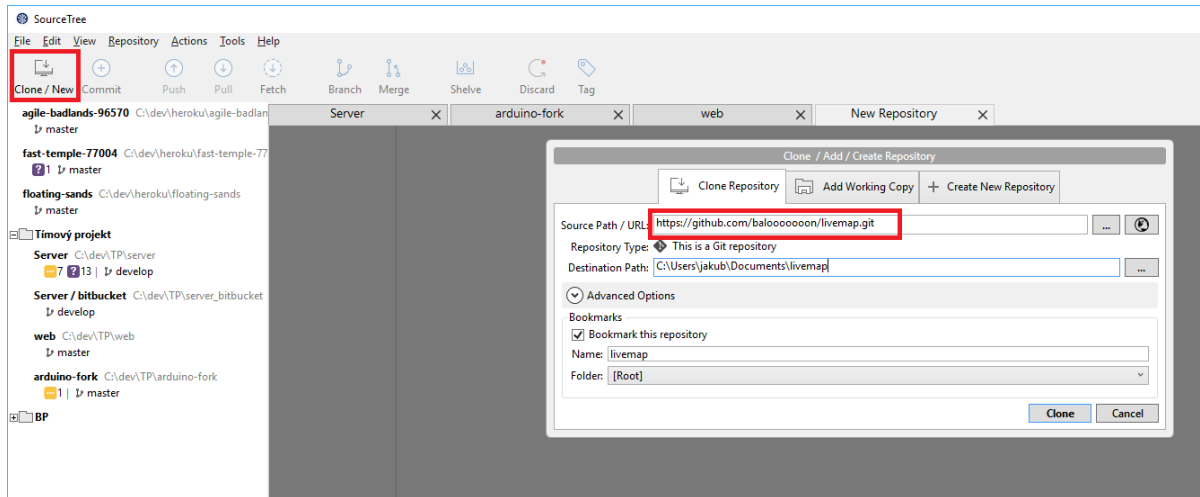 SourceTree
File Edit View Repository Actions Tools Help
Clone / New Commit Push Pull Fetch Branch Merge Shelve Discard Tag
agile-badlands-96570 C:\dev\heroku\agile-badlan
master
fast-temple-77004 C:\dev\heroku\fast-temple-77
?1 master
floating-sands C:\dev\heroku\floating-sands
master
Tímový projekt
Server C:\dev\TP\server
7 ?13 | develop
Server / bitbucket C:\dev\TP\server_bitbucket
develop
web C:\dev\TP\web
master
arduino-fork C:\dev\TP\arduino-fork
1 | master
BP
Server arduino-fork web New Repository
Clone / Add / Create Repository
Clone Repository Add Working Copy Create New Repository
Source Path / URL: https://github.com/baloooooooon/livemap.git ...
Repository Type: This is a Git repository
Destination Path: C:\Users\jakub\Documents\livemap ...
Advanced Options
Bookmarks
Bookmark this repository
Name: livemap
Folder: [Root]
Clone Cancel